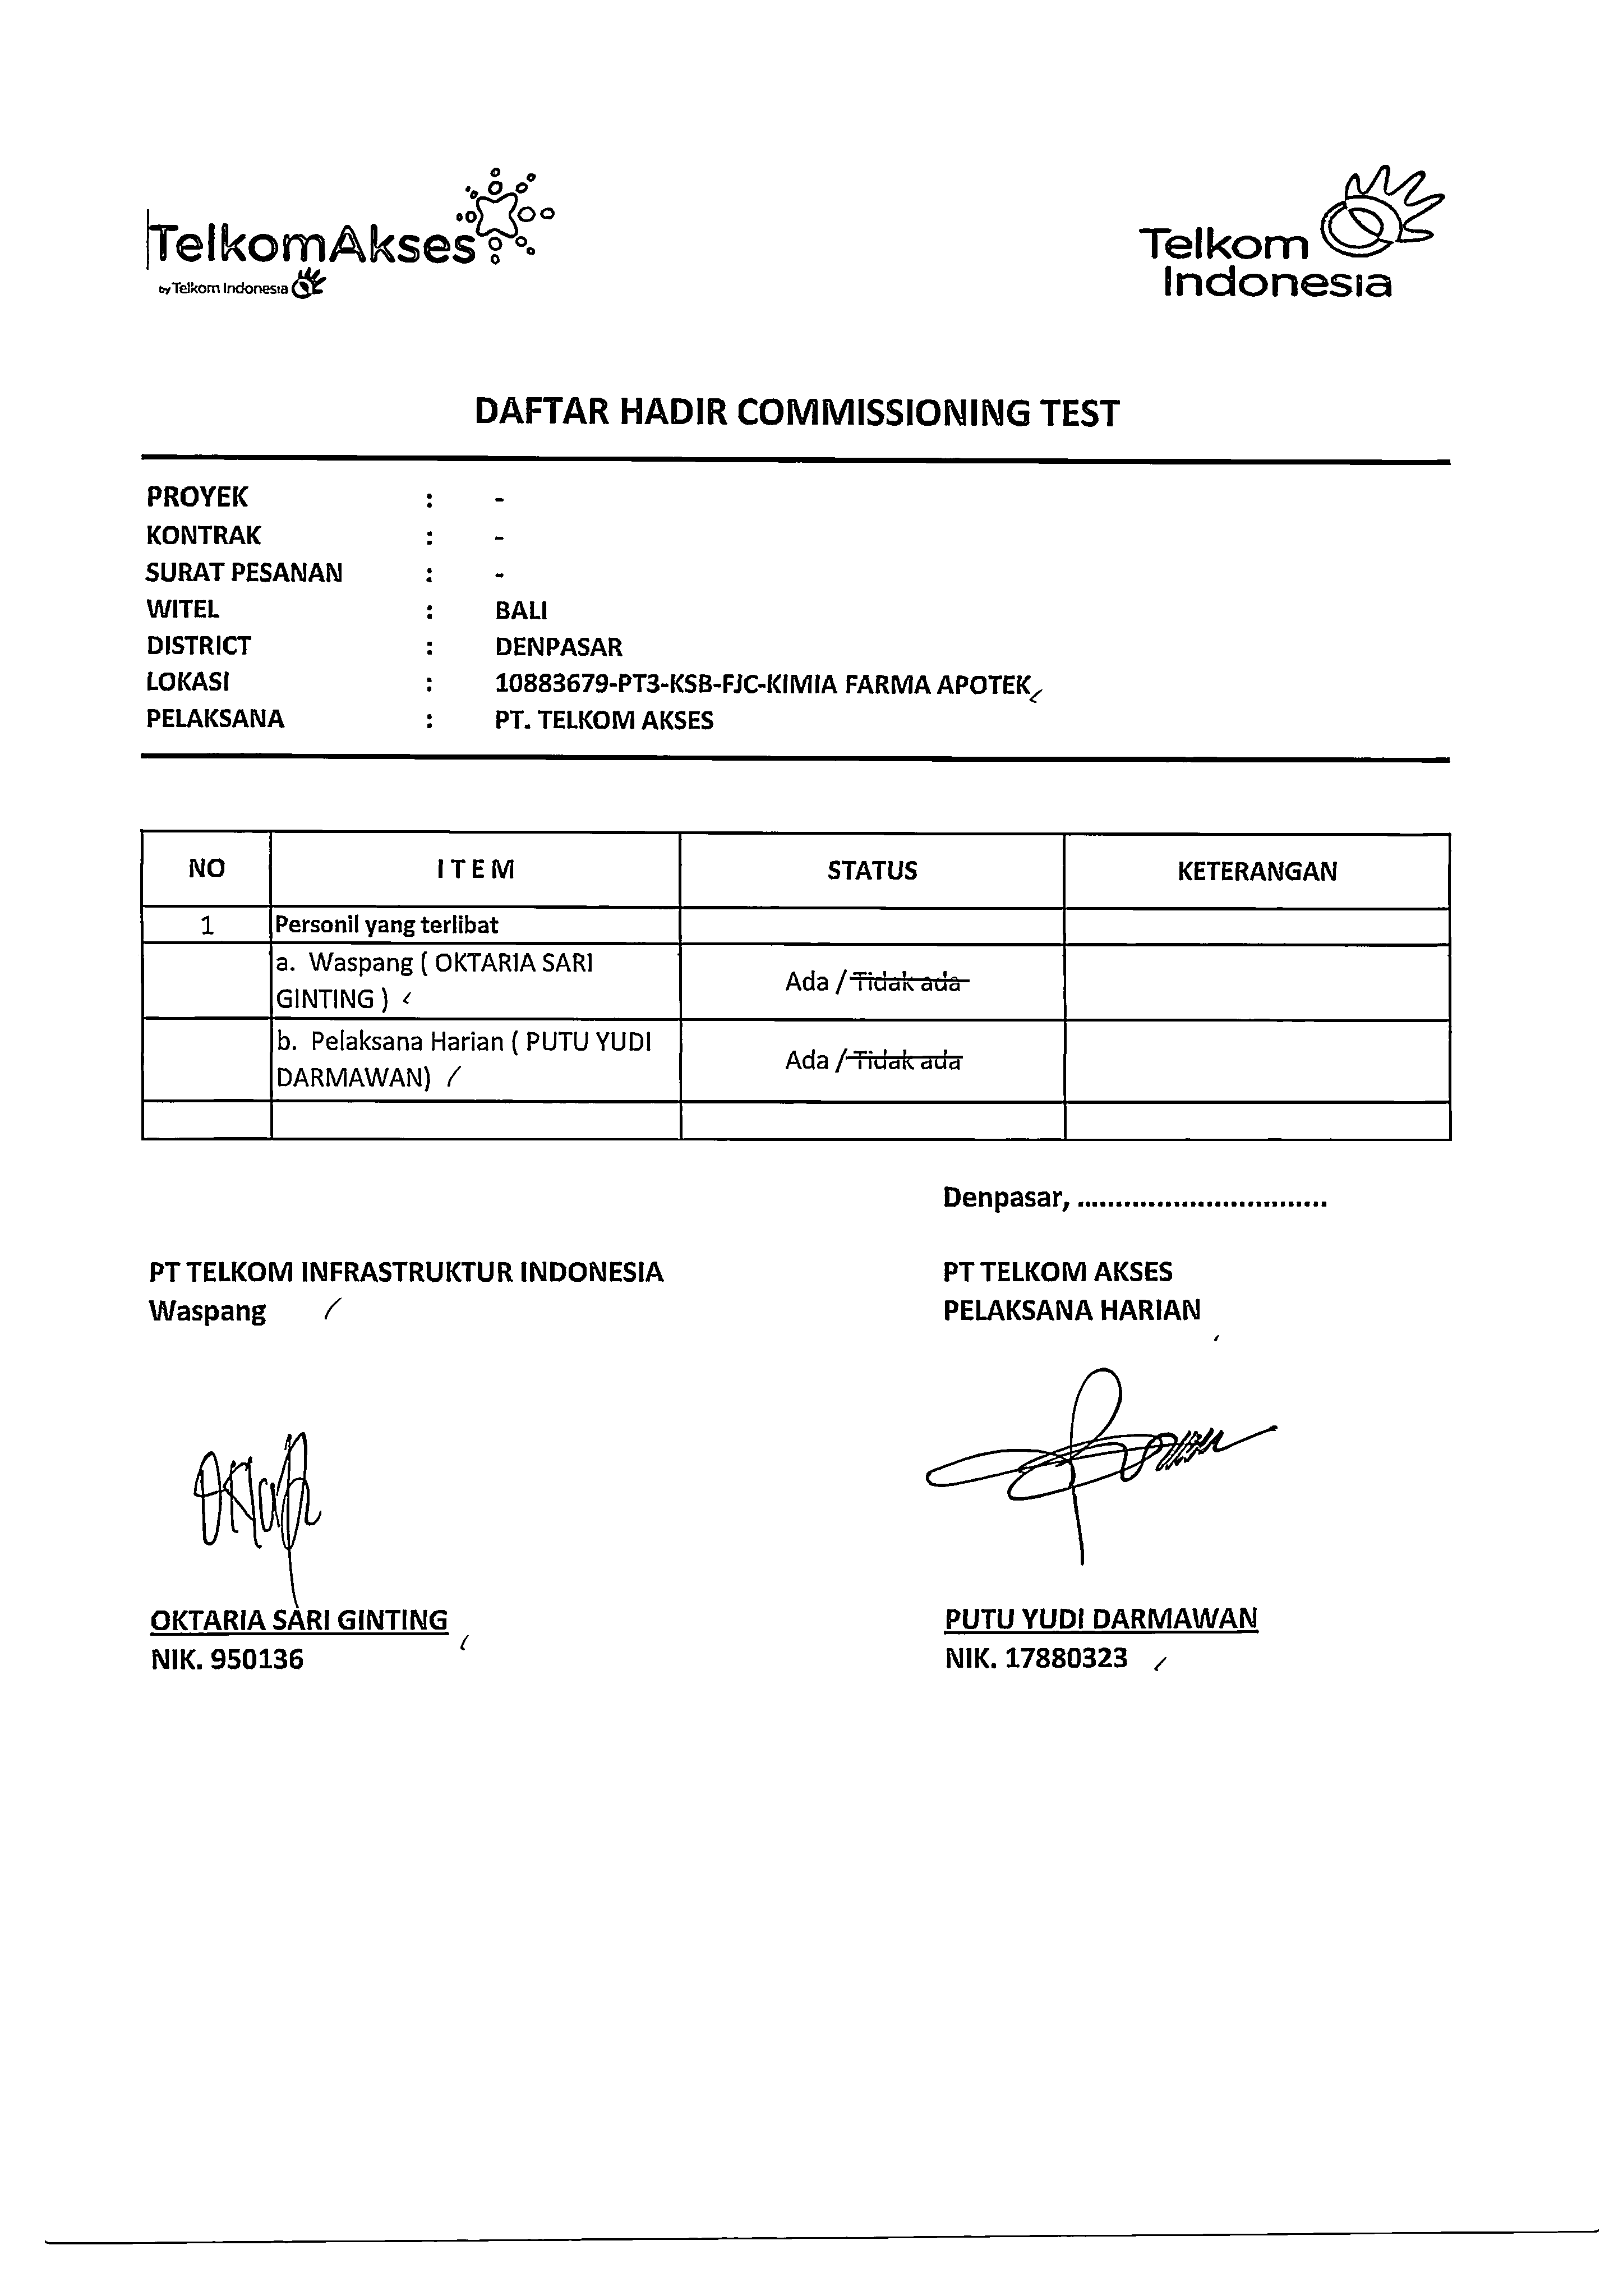 TelkomAkses
by Telkom Indonesia
Telkom
Indonesia
DAFTAR HADIR COMMISSIONING TEST
PROYEK : -
KONTRAK : -
SURAT PESANAN : -
WITEL : BALI
DISTRICT : DENPASAR
LOKASI : 10883679-PT3-KSB-FJC-KIMIA FARMA APOTEK
PELAKSANA : PT. TELKOM AKSES
NO ITEM STATUS KETERANGAN
1 Personil yang terlibat
a. Waspang ( OKTARIA SARI
GINTING )
Ada / Tidak ada
b. Pelaksana Harian ( PUTU YUDI
DARMAWAN)
Ada / Tidak ada
Denpasar, .................................
PT TELKOM INFRASTRUKTUR INDONESIA
Waspang
PT TELKOM AKSES
PELAKSANA HARIAN
OKTARIA SARI GINTING
NIK. 950136
PUTU YUDI DARMAWAN
NIK. 17880323